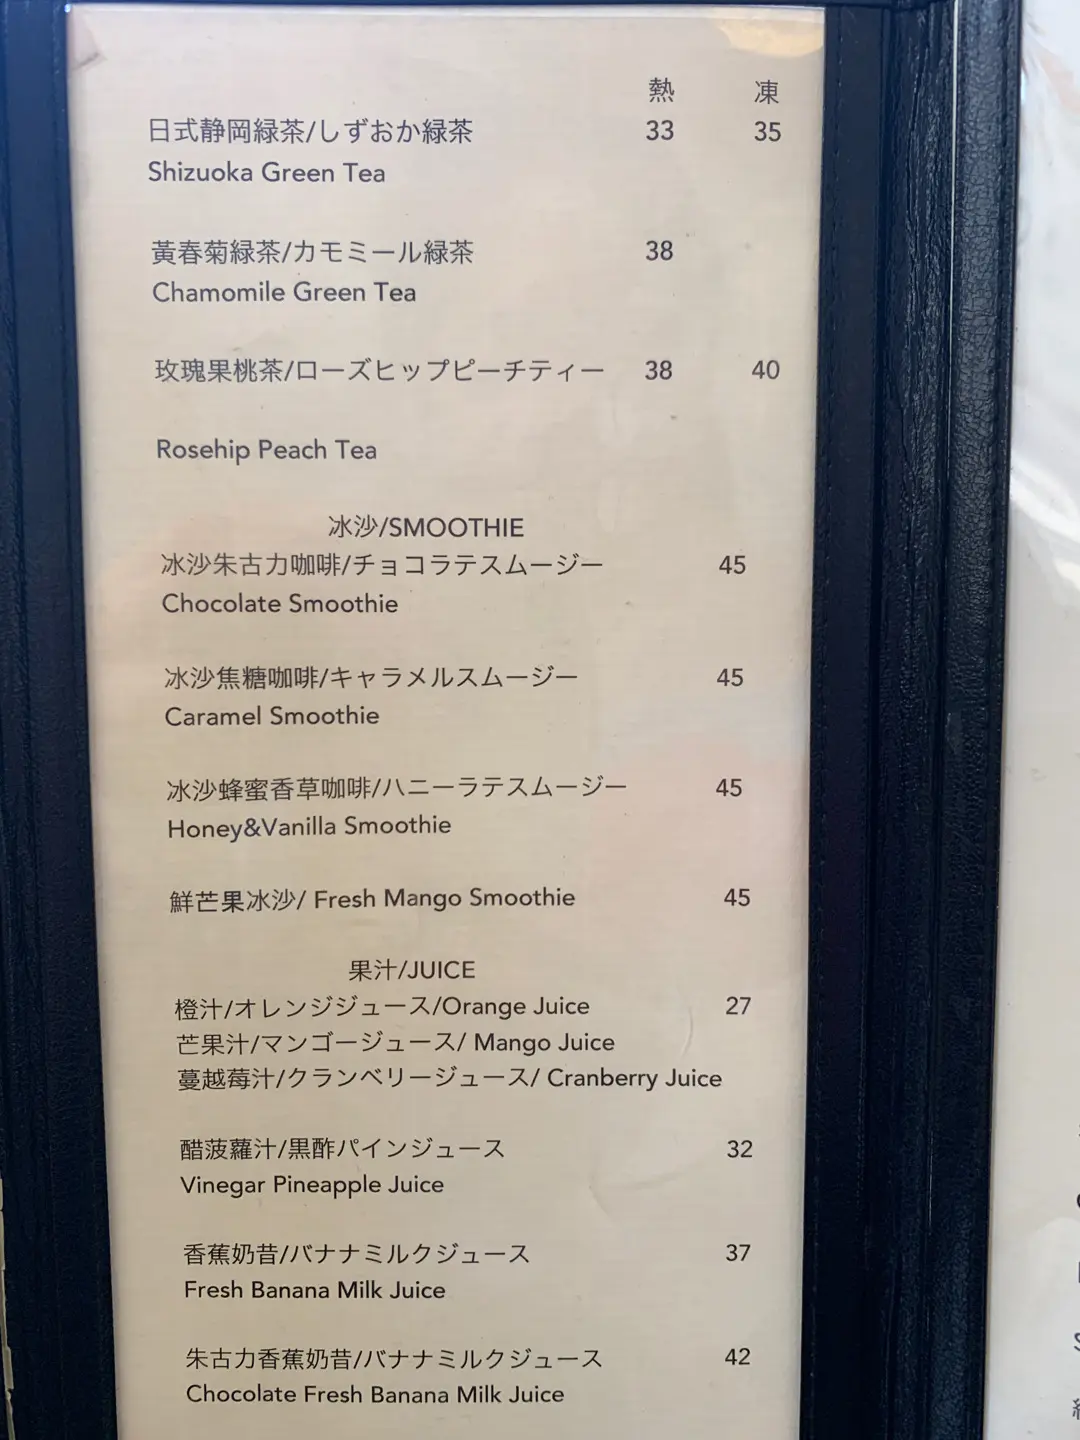 熱 凍
日式静岡緑茶/しずおか緑茶 33 35
Shizuoka Green Tea
黃春菊緑茶/カモミール緑茶 38
Chamomile Green Tea
玫瑰果桃茶/ローズヒップピーチティー 38 40
Rosehip Peach Tea
冰沙/SMOOTHIE
冰沙朱古力咖啡/チョコラテスムージー 45
Chocolate Smoothie
冰沙焦糖咖啡/キャラメルスムージー 45
Caramel Smoothie
冰沙蜂蜜香草咖啡/ハニーラテスムージー 45
Honey&Vanilla Smoothie
鮮芒果冰沙/ Fresh Mango Smoothie 45
果汁/JUICE
橙汁/オレンジジュース/Orange Juice 27
芒果汁/マンゴージュース/ Mango Juice
蔓越莓汁/クランベリージュース/ Cranberry Juice
醋菠蘿汁/黒酢パインジュース 32
Vinegar Pineapple Juice
香蕉奶昔/バナナミルクジュース 37
Fresh Banana Milk Juice
朱古力香蕉奶昔/バナナミルクジュース 42
Chocolate Fresh Banana Milk Juice